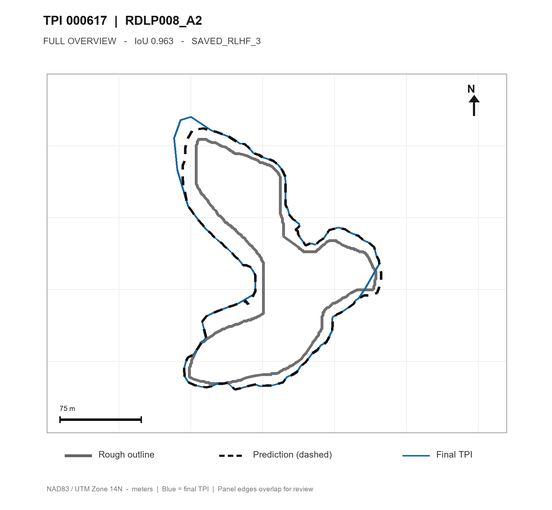 TPI 000617 | RDLP008_A2
FULL OVERVIEW - IoU 0.963 - SAVED_RLHF_3
N
75 m
Rough outline
Prediction (dashed)
Final TPI
NAD83 / UTM Zone 14N - meters | Blue = final TPI | Panel edges overlap for review